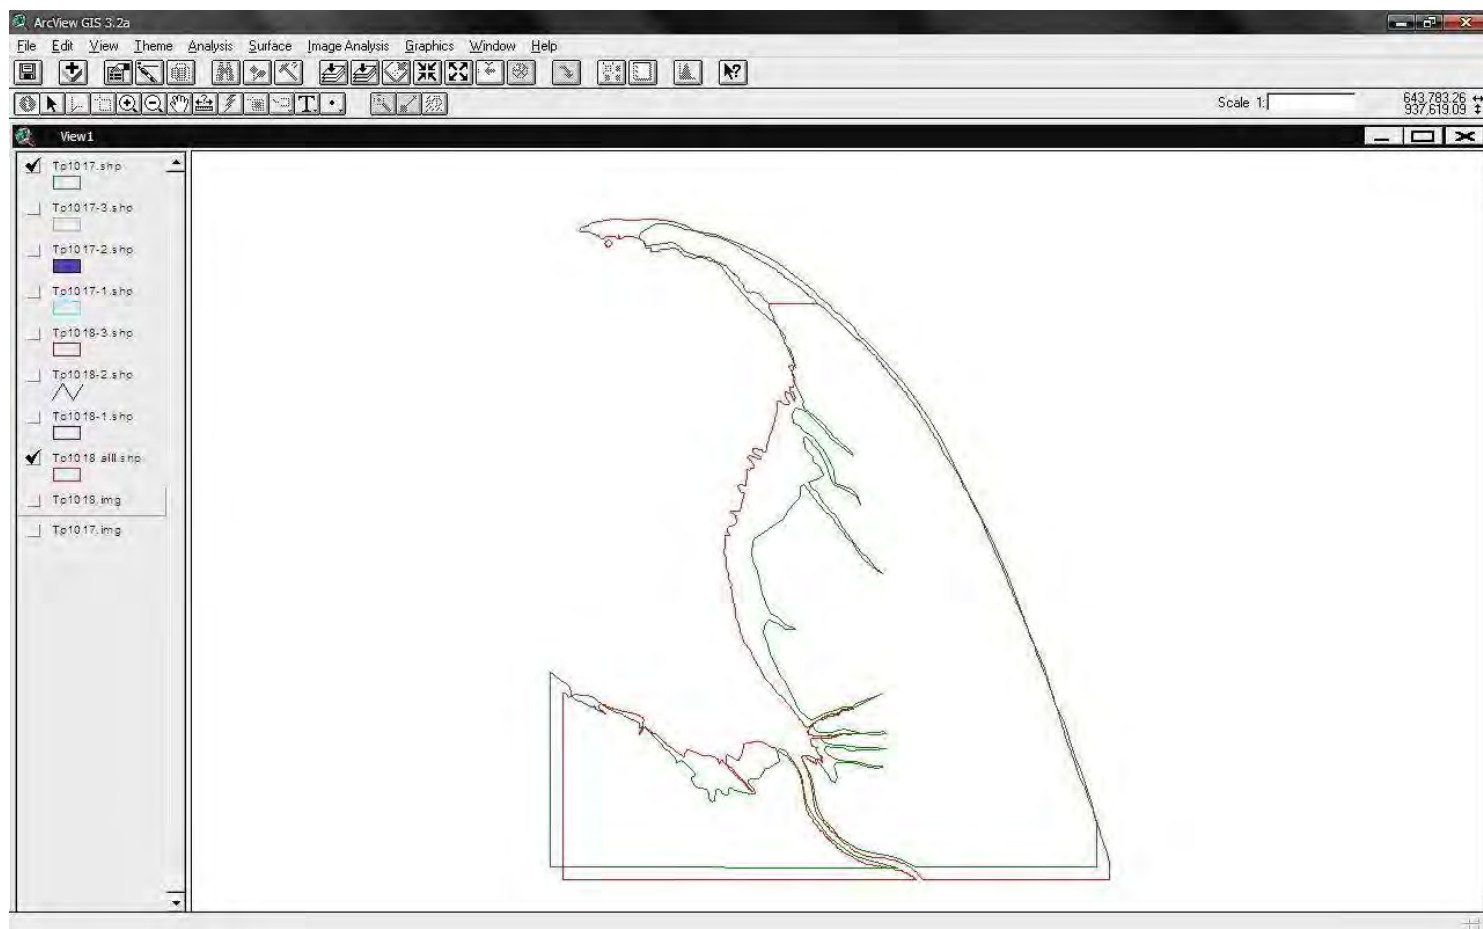 ArcView GIS 3.2a
File Edit View Theme Analysis Surface Image Analysis Graphics Window Help
Scale 1:
643,783.26
937,619.09
View1
Tp1017.shp
Tp1017-3.shp
Tp1017-2.shp
Tp1017-1.shp
Tp1018-3.shp
Tp1018-2.shp
Tp1018-1.shp
Tp1018 alll.shp
Tp1018.img
Tp1017.img